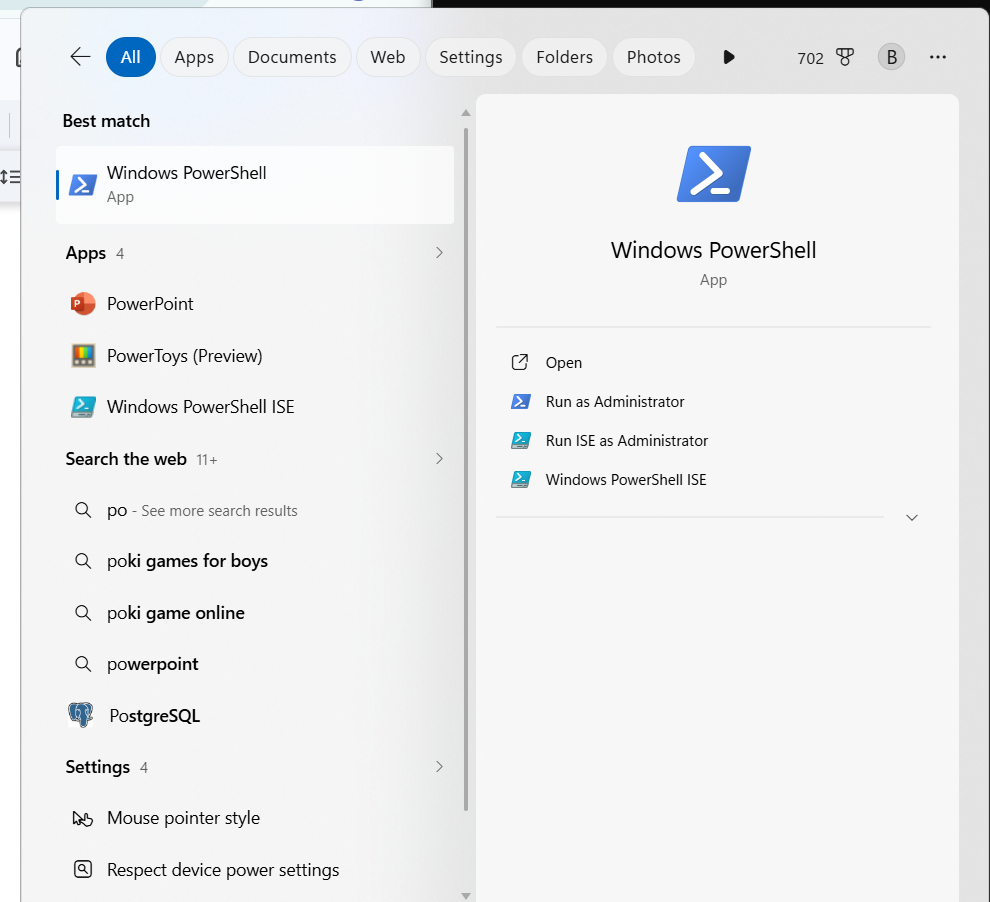 All
Apps
Documents
Web
Settings
Folders
Photos
702
B
Best match
Windows PowerShell
App
Apps 4
PowerPoint
PowerToys (Preview)
Windows PowerShell ISE
Search the web 11+
po - See more search results
poki games for boys
poki game online
powerpoint
PostgreSQL
Settings 4
Mouse pointer style
Respect device power settings
Windows PowerShell
App
Open
Run as Administrator
Run ISE as Administrator
Windows PowerShell ISE